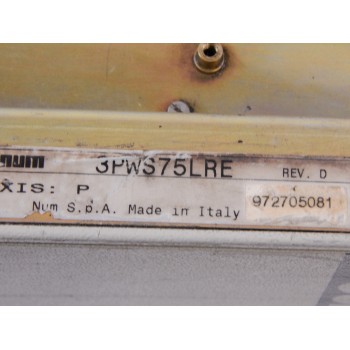 num 3PWS75LRE REV. D
XIS: P 972705081
Num S.p.A. Made in Italy